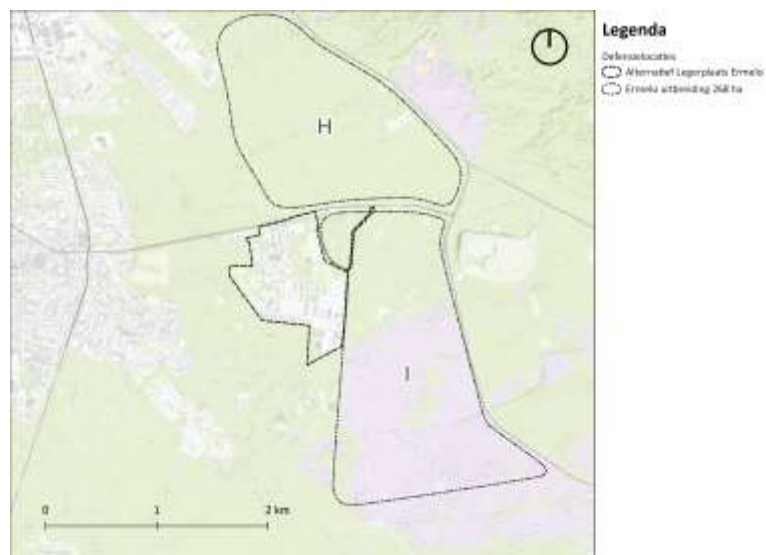 Legenda
Defensielocaties
Alternatief Legerplaats Ermelo
Ermelo uitbreiding 268 ha
H
I
0 1 2 km